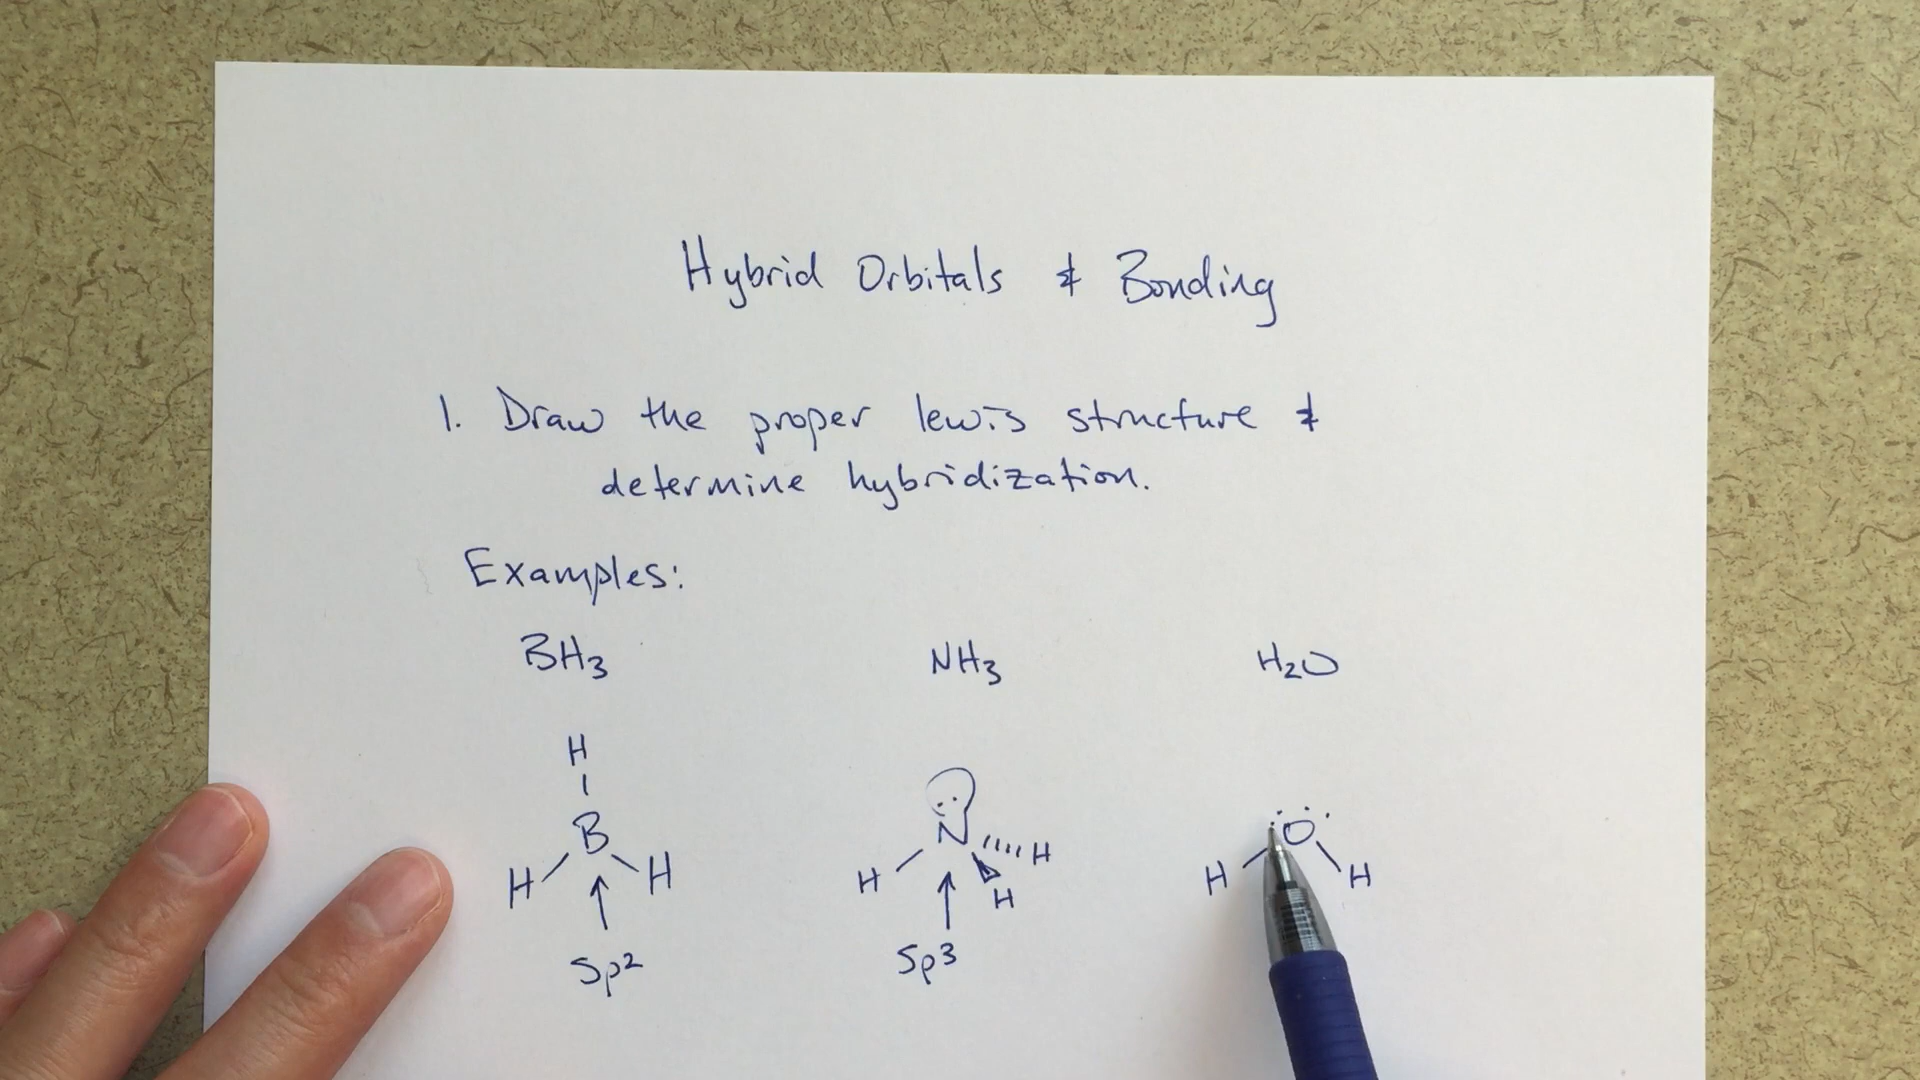 Hybrid Orbitals & Bonding
1. Draw the proper lewis structure &
determine hybridization.
Examples:
BH3 NH3 H2O
H
B
H H
N
H H
H
O
H H
Sp2 Sp3